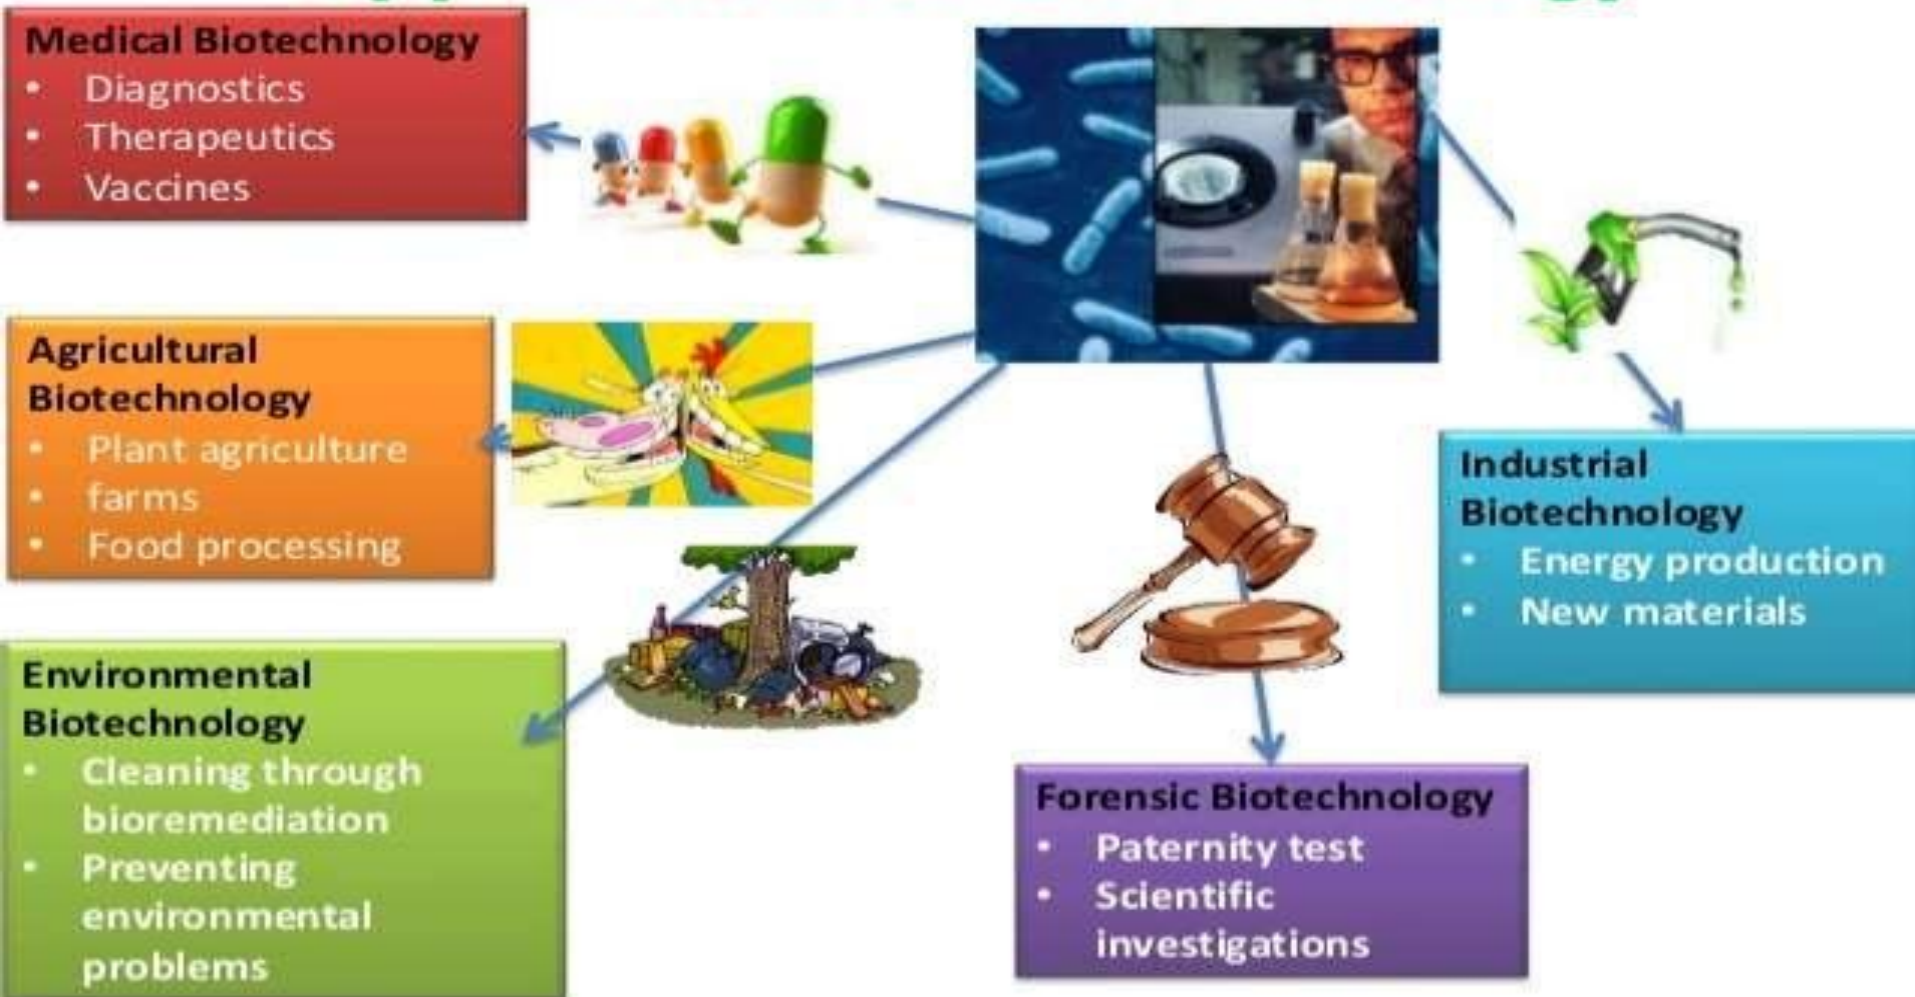 Medical Biotechnology
• Diagnostics
• Therapeutics
• Vaccines
Agricultural
Biotechnology
• Plant agriculture
• farms
• Food processing
Environmental
Biotechnology
• Cleaning through
bioremediation
• Preventing
environmental
problems
Forensic Biotechnology
• Paternity test
• Scientific
investigations
Industrial
Biotechnology
• Energy production
• New materials